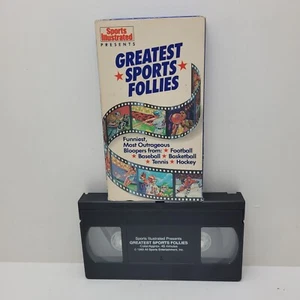 Sports Illustrated
PRESENTS
GREATEST
SPORTS
FOLLIES
Funniest,
Most Outrageous
Bloopers from: ★ Football
★ Baseball ★ Basketball
★ Tennis ★ Hockey
Sports Illustrated Presents
GREATEST SPORTS FOLLIES